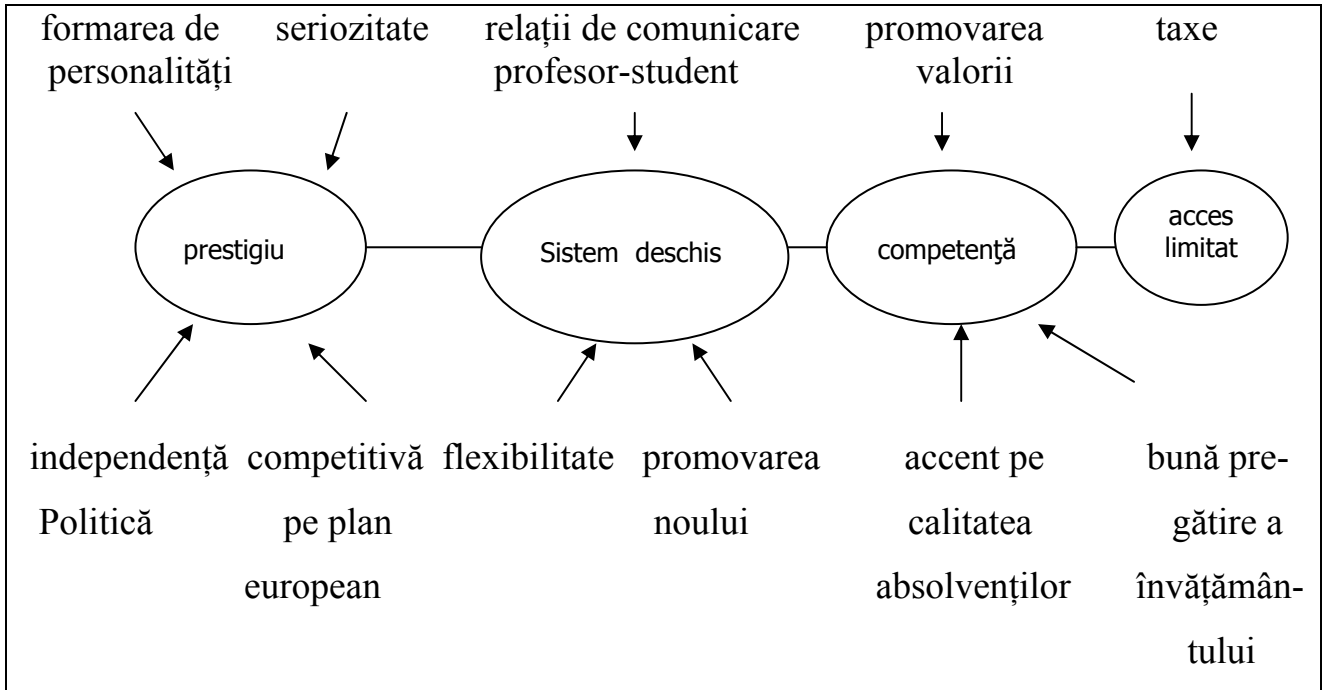 formarea de personalități
seriozitate
relații de comunicare
profesor-student
promovarea
valorii
taxe
prestigiu
Sistem deschis
competenţă
acces
limitat
independență
Politică
competitivă
pe plan
european
flexibilitate
promovarea
noului
accent pe
calitatea
absolvenților
bună pre-
gătire a
învățămân-
tului